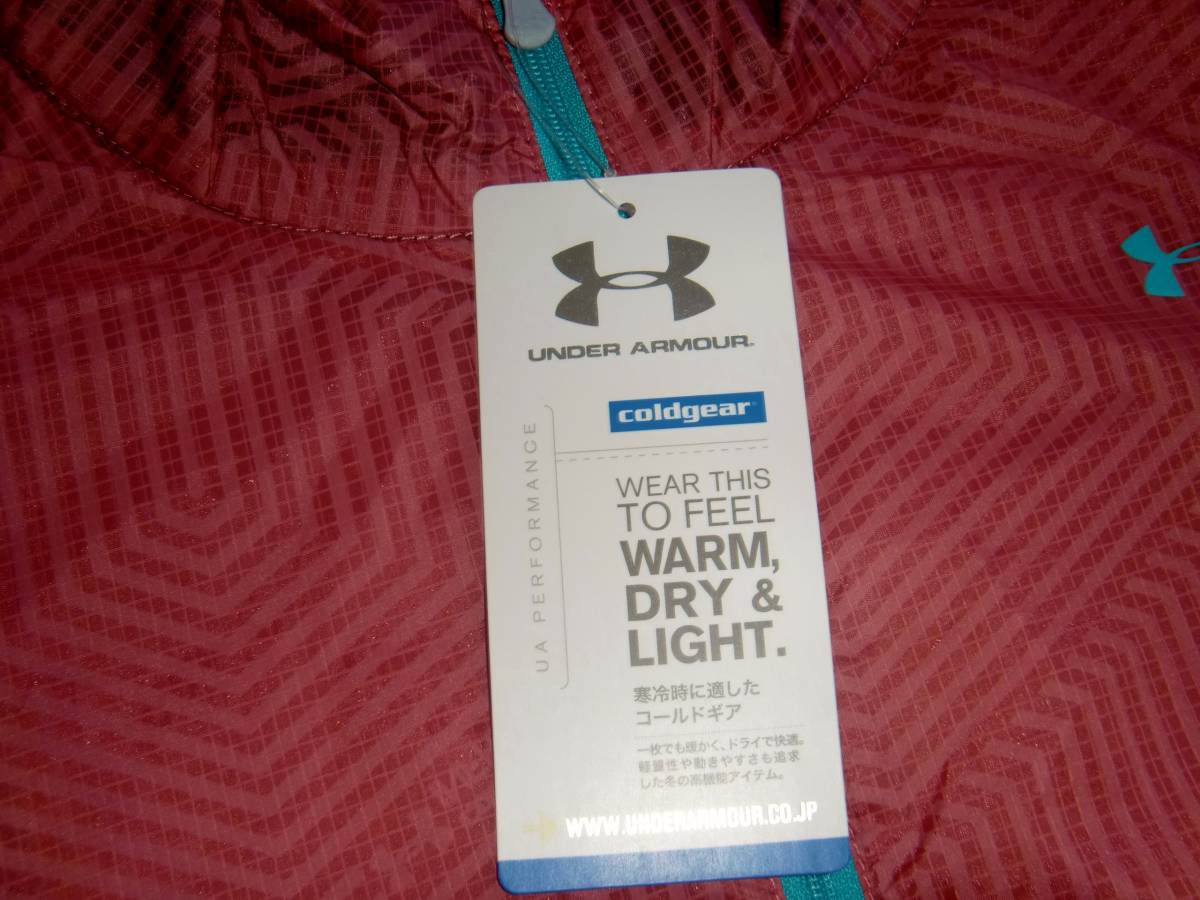 UNDER ARMOUR®
coldgear®
UA PERFORMANCE
WEAR THIS
TO FEEL
WARM,
DRY &
LIGHT.
寒冷時に適した
コールドギア
一枚でも暖かく、ドライで快適。
軽量性や動きやすさも追求
した冬の高機能アイテム。
WWW.UNDERARMOUR.CO.JP